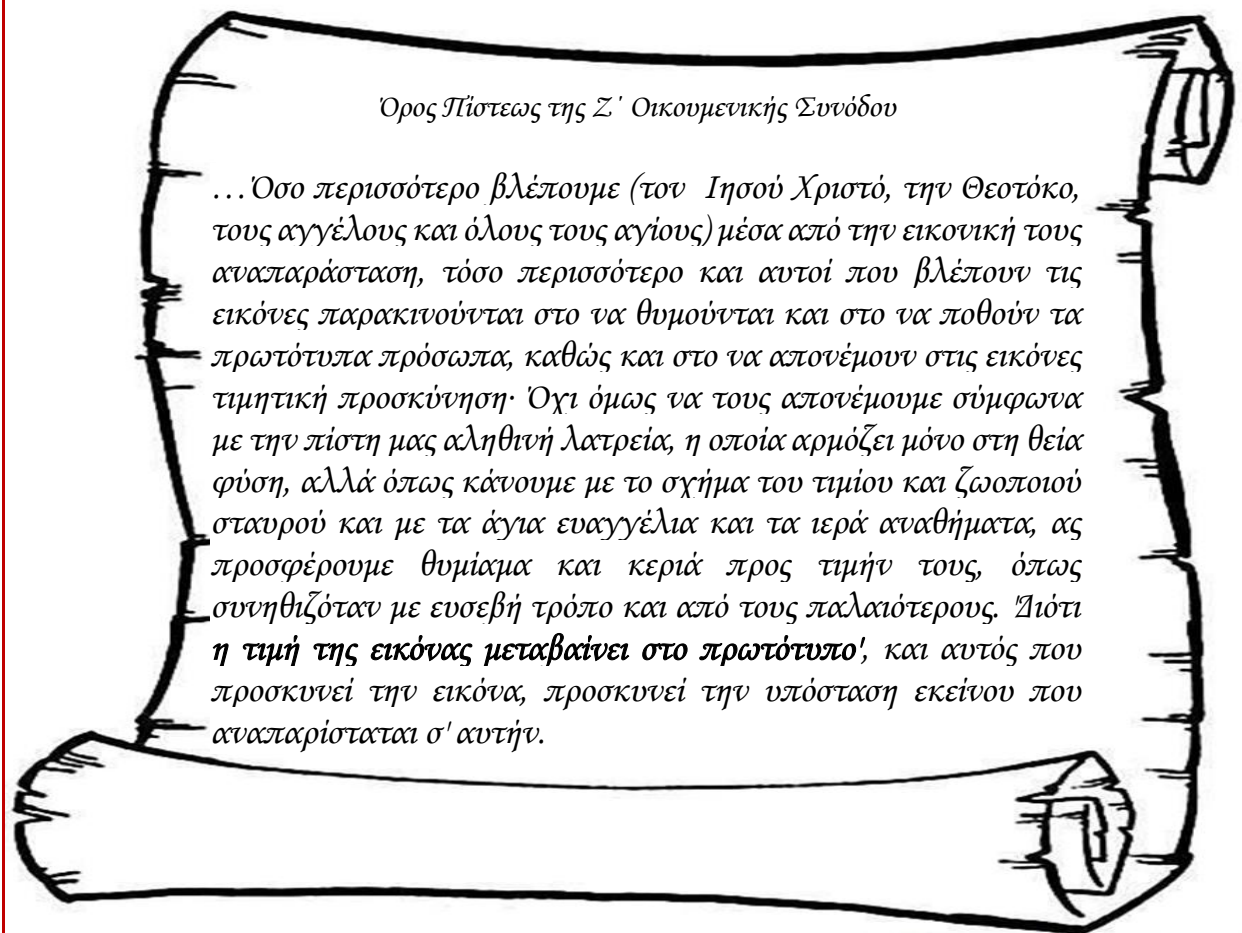 Όρος Πίστεως της Ζ΄ Οικουμενικής Συνόδου
…Όσο περισσότερο βλέπουμε (τον Ιησού Χριστό, την Θεοτόκο,
τους αγγέλους και όλους τους αγίους) μέσα από την εικονική τους
αναπαράσταση, τόσο περισσότερο και αυτοί που βλέπουν τις
εικόνες παρακινούνται στο να θυμούνται και στο να ποθούν τα
πρωτότυπα πρόσωπα, καθώς και στο να απονέμουν στις εικόνες
τιμητική προσκύνηση· Όχι όμως να τους απονέμουμε σύμφωνα
με την πίστη μας αληθινή λατρεία, η οποία αρμόζει μόνο στη θεία
φύση, αλλά όπως κάνουμε με το σχήμα του τιμίου και ζωοποιού
σταυρού και με τα άγια ευαγγέλια και τα ιερά αναθήματα, ας
προσφέρουμε θυμίαμα και κεριά προς τιμήν τους, όπως
συνηθιζόταν με ευσεβή τρόπο και από τους παλαιότερους. 'Διότι
η τιμή της εικόνας μεταβαίνει στο πρωτότυπο', και αυτός που
προσκυνεί την εικόνα, προσκυνεί την υπόσταση εκείνου που
αναπαρίσταται σ' αυτήν.